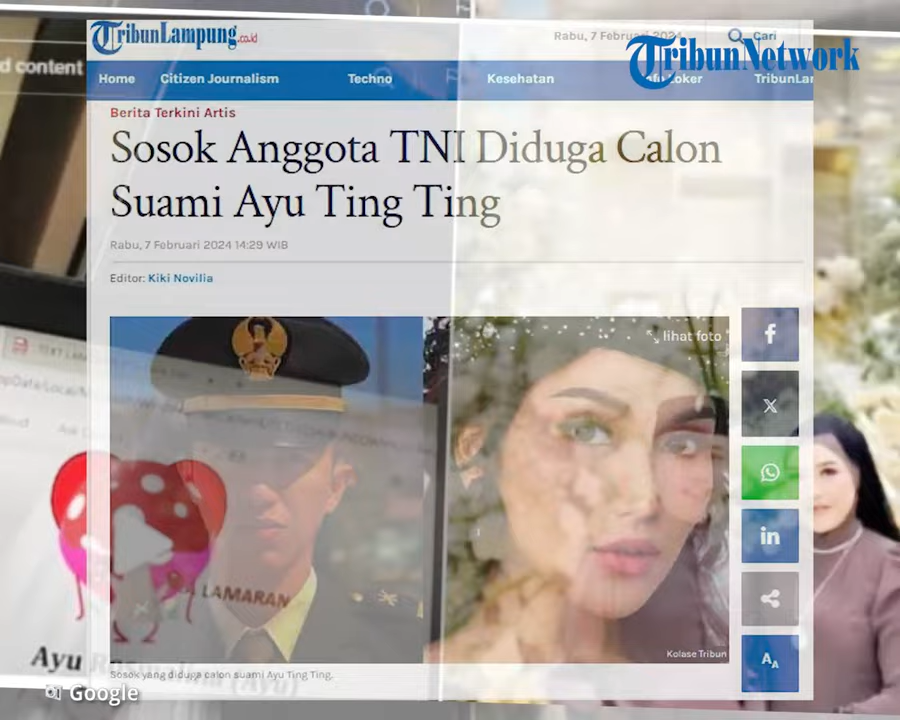 TribunLampung.co.id
Rabu, 7 Februari 2024
Cari
TribunNetwork
d content
Home Citizen Journalism Techno Kesehatan Info Loker TribunLam
Berita Terkini Artis
Sosok Anggota TNI Diduga Calon
Suami Ayu Ting Ting
Rabu, 7 Februari 2024 14:29 WIB
Editor: Kiki Novilia
lihat foto
LAMARAN
Kolase Tribun
Ayu
Sosok yang diduga calon suami Ayu Ting Ting.
Google